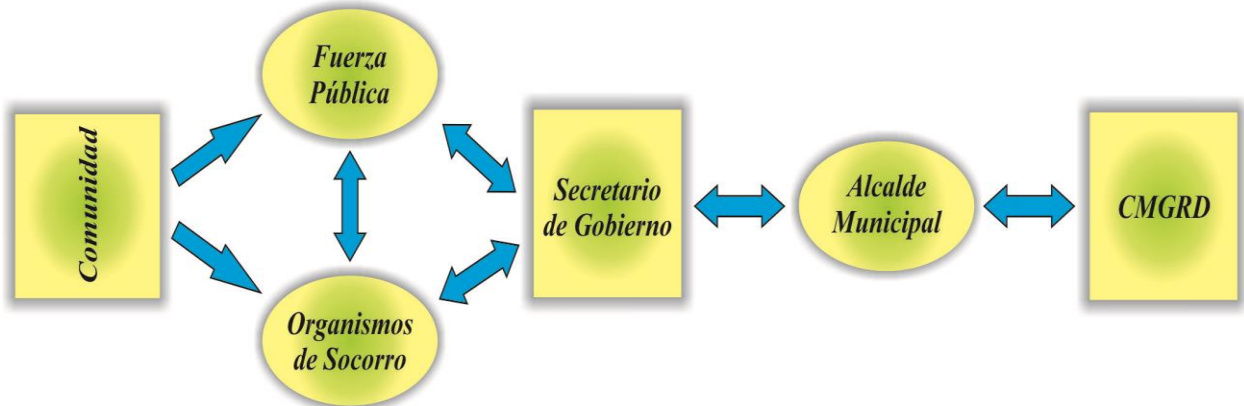 Comunidad
Fuerza
Pública
Organismos
de Socorro
Secretario
de Gobierno
Alcalde
Municipal
CMGRD